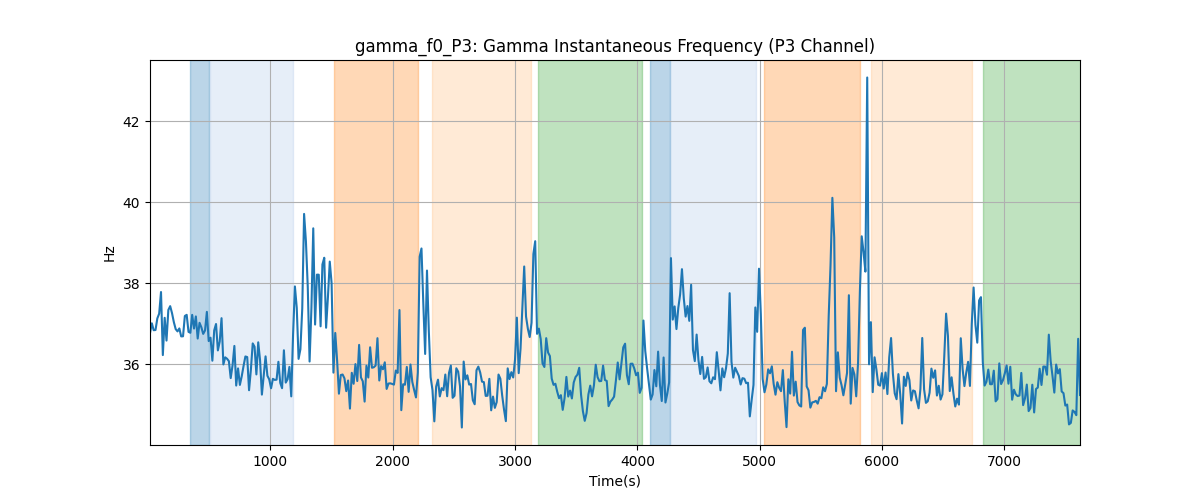 gamma_f0_P3: Gamma Instantaneous Frequency (P3 Channel)
Hz
42
40
38
36
1000 2000 3000 4000 5000 6000 7000
Time(s)